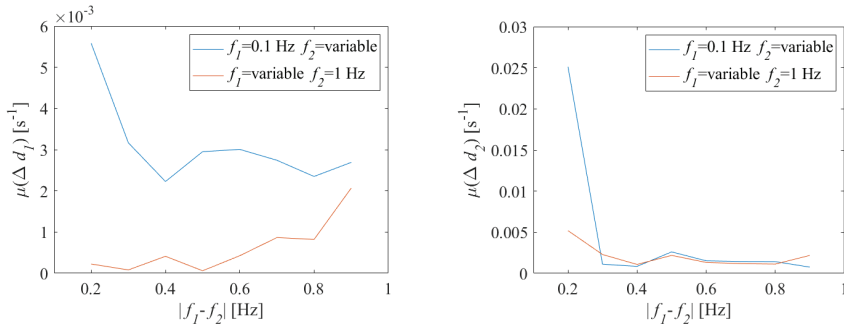 ×10⁻³
6
5
4
3
2
1
0
μ(Δ d₁) [s⁻¹]
f₁=0.1 Hz f₂=variable
f₁=variable f₂=1 Hz
0.2 0.4 0.6 0.8 1
|f₁-f₂| [Hz]
0.03
0.025
0.02
0.015
0.01
0.005
0
μ(Δ d₂) [s⁻¹]
f₁=0.1 Hz f₂=variable
f₁=variable f₂=1 Hz
0.2 0.4 0.6 0.8 1
|f₁-f₂| [Hz]